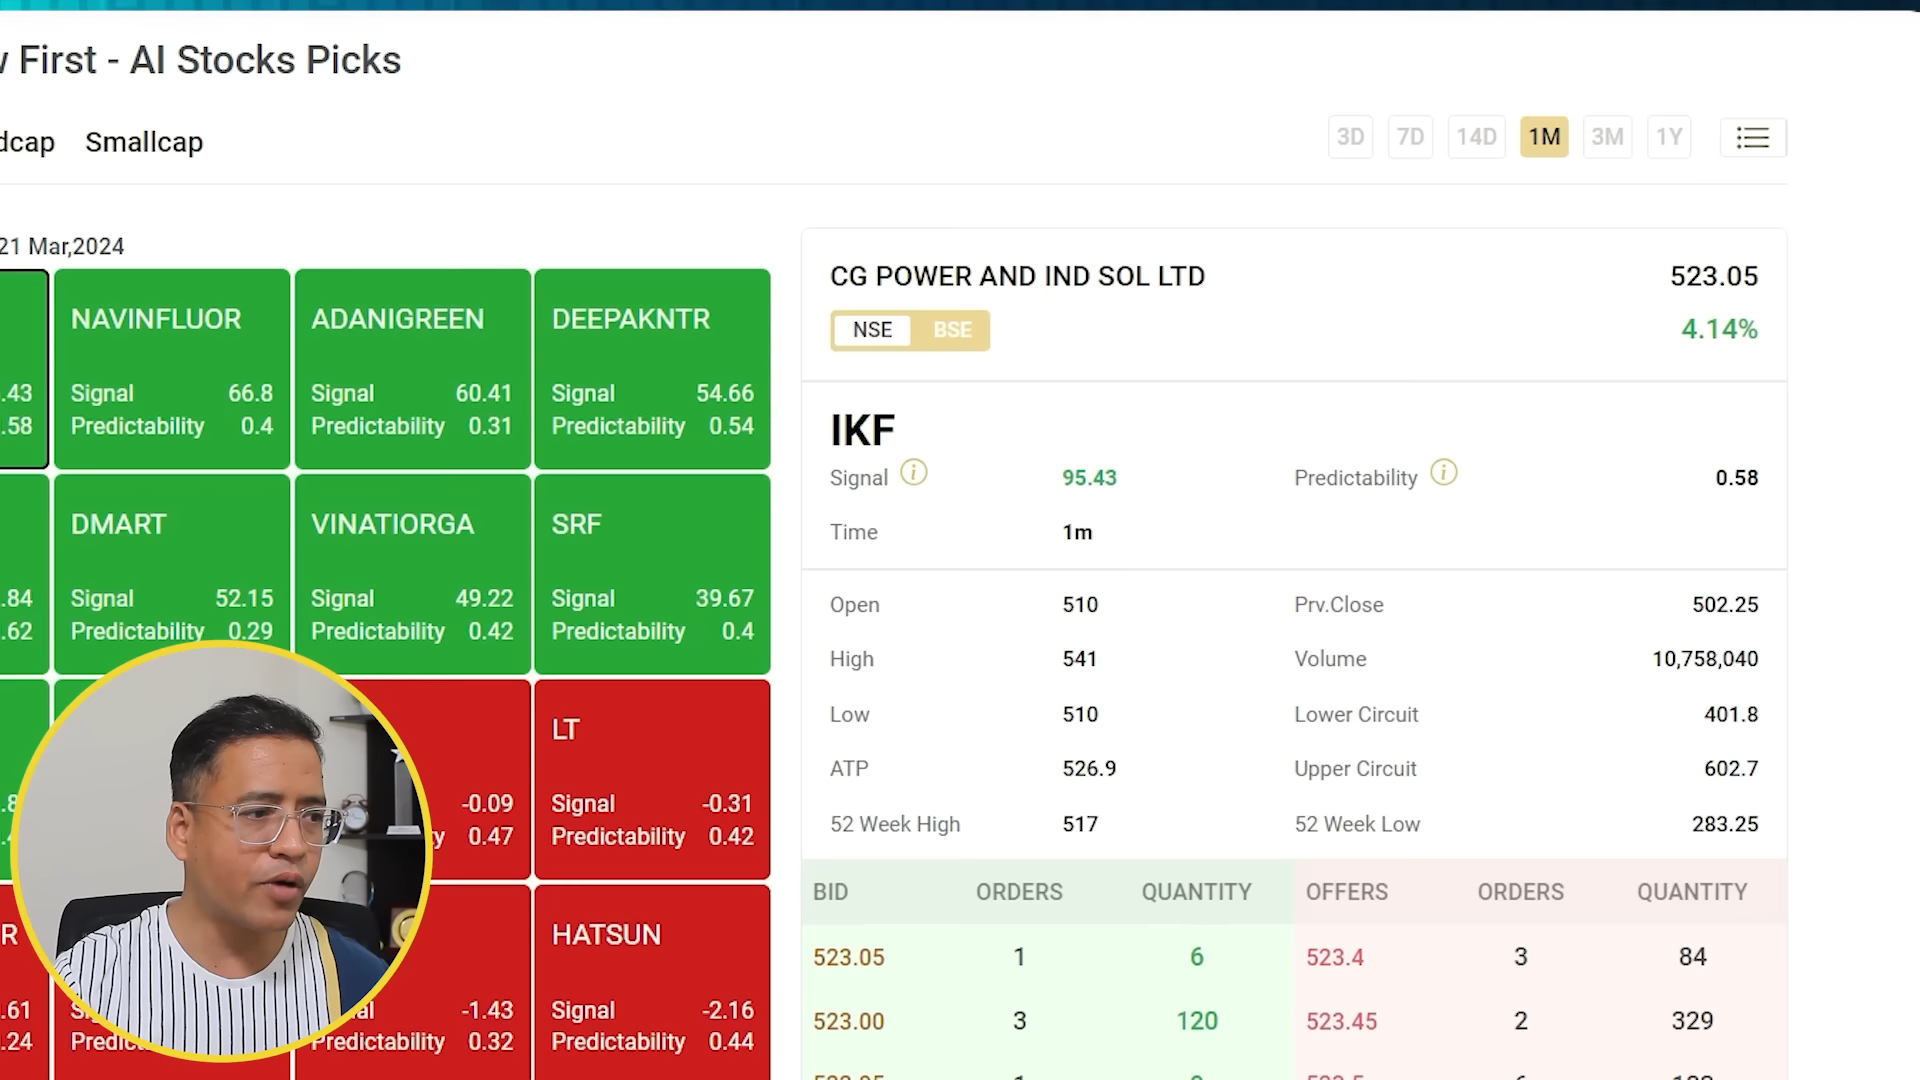 First - AI Stocks Picks
dcap Smallcap
3D 7D 14D 1M 3M 1Y
21 Mar,2024
.43
.58
NAVINFLUOR
Signal 66.8
Predictability 0.4
ADANIGREEN
Signal 60.41
Predictability 0.31
DEEPAKNTR
Signal 54.66
Predictability 0.54
.84
.62
DMART
Signal 52.15
Predictability 0.29
VINATIORGA
Signal 49.22
Predictability 0.42
SRF
Signal 39.67
Predictability 0.4
-0.09
y 0.47
LT
Signal -0.31
Predictability 0.42
R
.61
.24
-1.43
Predictability 0.32
HATSUN
Signal -2.16
Predictability 0.44
CG POWER AND IND SOL LTD 523.05
NSE BSE 4.14%
IKF
Signal i 95.43 Predictability i 0.58
Time 1m
Open 510 Prv.Close 502.25
High 541 Volume 10,758,040
Low 510 Lower Circuit 401.8
ATP 526.9 Upper Circuit 602.7
52 Week High 517 52 Week Low 283.25
BID ORDERS QUANTITY OFFERS ORDERS QUANTITY
523.05 1 6 523.4 3 84
523.00 3 120 523.45 2 329